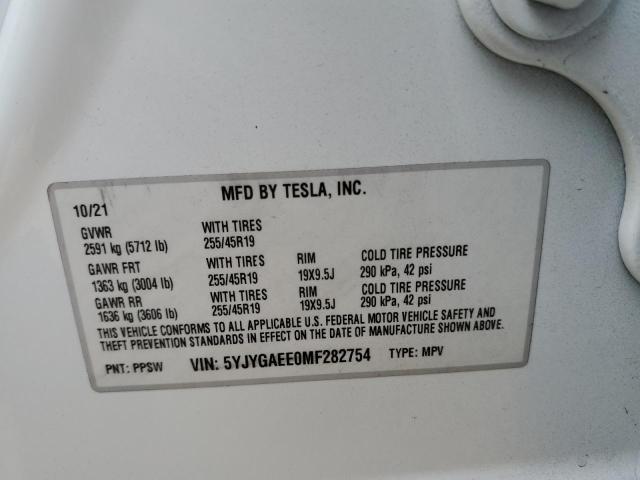 MFD BY TESLA, INC.
10/21
GVWR WITH TIRES
2591 kg (5712 lb) 255/45R19
GAWR FRT WITH TIRES RIM COLD TIRE PRESSURE
1363 kg (3004 lb) 255/45R19 19X9.5J 290 kPa, 42 psi
GAWR RR WITH TIRES RIM COLD TIRE PRESSURE
1636 kg (3606 lb) 255/45R19 19X9.5J 290 kPa, 42 psi
THIS VEHICLE CONFORMS TO ALL APPLICABLE U.S. FEDERAL MOTOR VEHICLE SAFETY AND
THEFT PREVENTION STANDARDS IN EFFECT ON THE DATE OF MANUFACTURE SHOWN ABOVE.
PNT: PPSW VIN: 5YJYGAEE0MF282754 TYPE: MPV